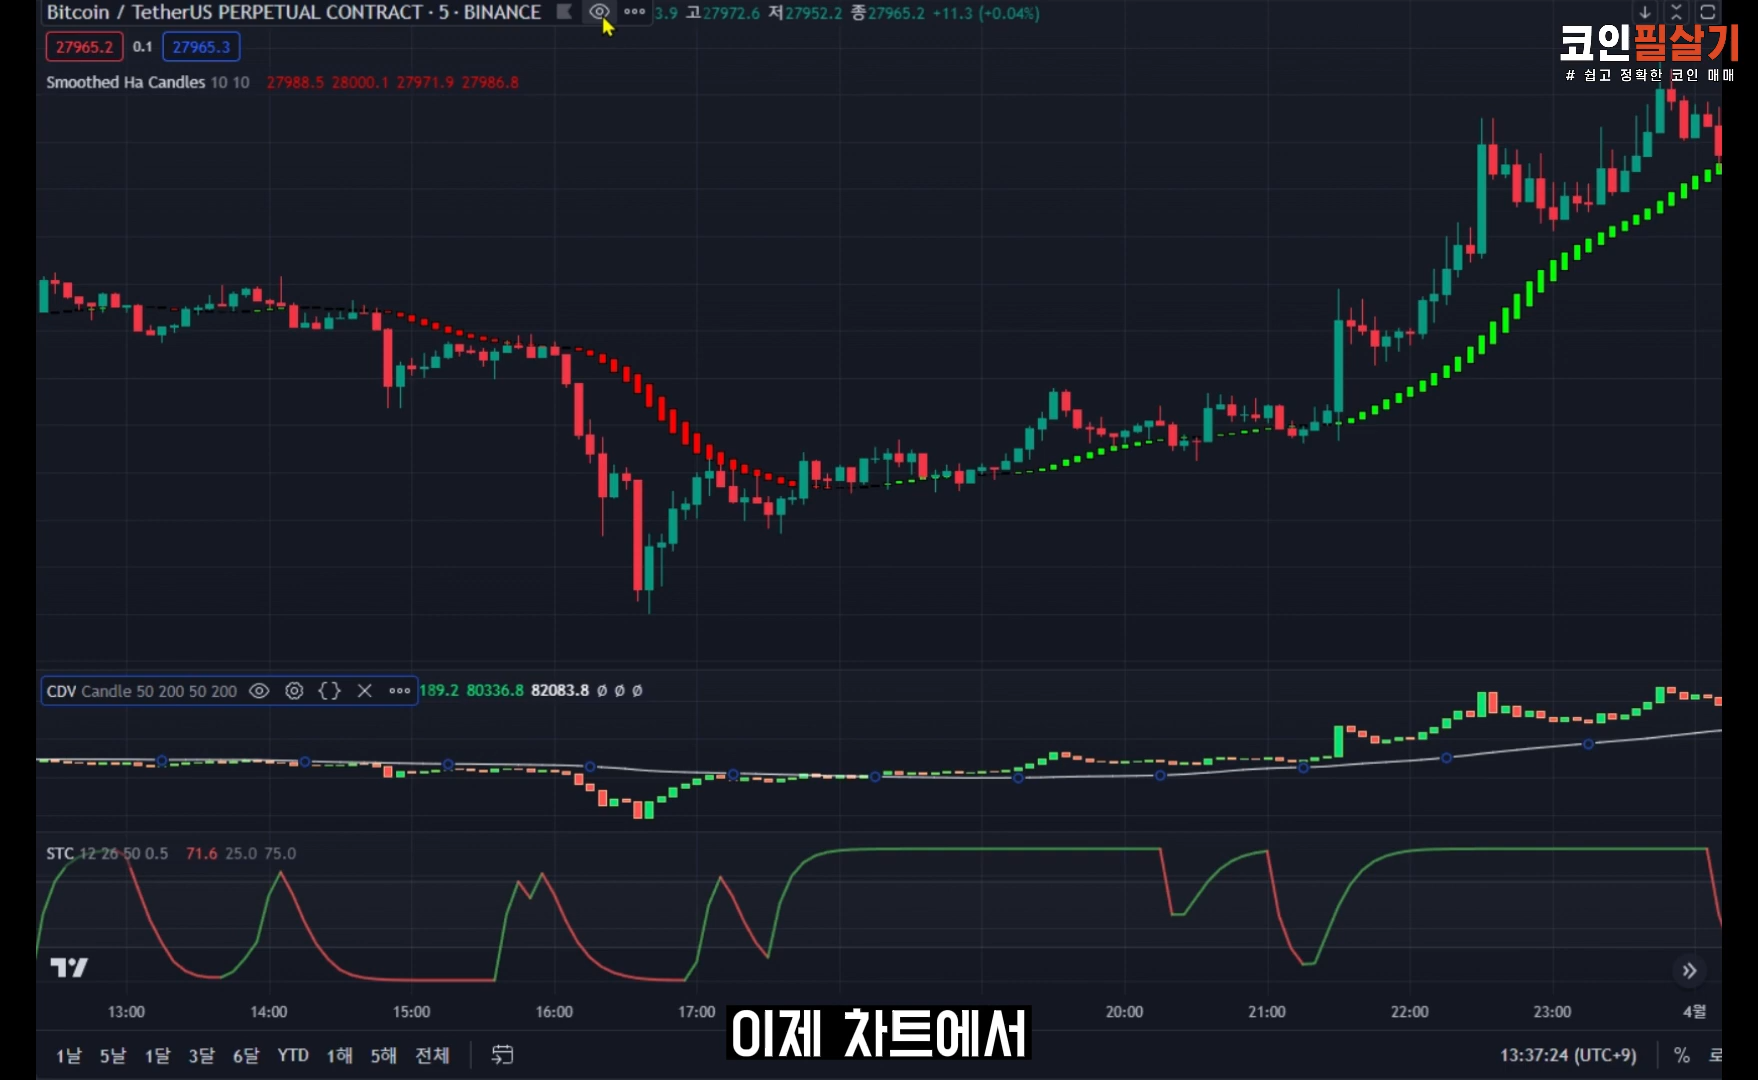 Bitcoin / TetherUS PERPETUAL CONTRACT · 5 · BINANCE 3.9 고27972.6 저27952.2 종27965.2 +11.3 (+0.04%)
코인필살기
# 쉽고 정확한 코인 매매
27965.2 0.1 27965.3
Smoothed Ha Candles 10 10 27988.5 28000.1 27971.9 27986.8
CDV Candle 50 200 50 200 189.2 80336.8 82083.8 Ø Ø Ø
STC 12 26 50 0.5 71.6 25.0 75.0
13:00 14:00 15:00 16:00 17:00 20:00 21:00 22:00 23:00 4월
이제 차트에서
1날 5날 1달 3달 6달 YTD 1해 5해 전체 13:37:24 (UTC+9) % 로